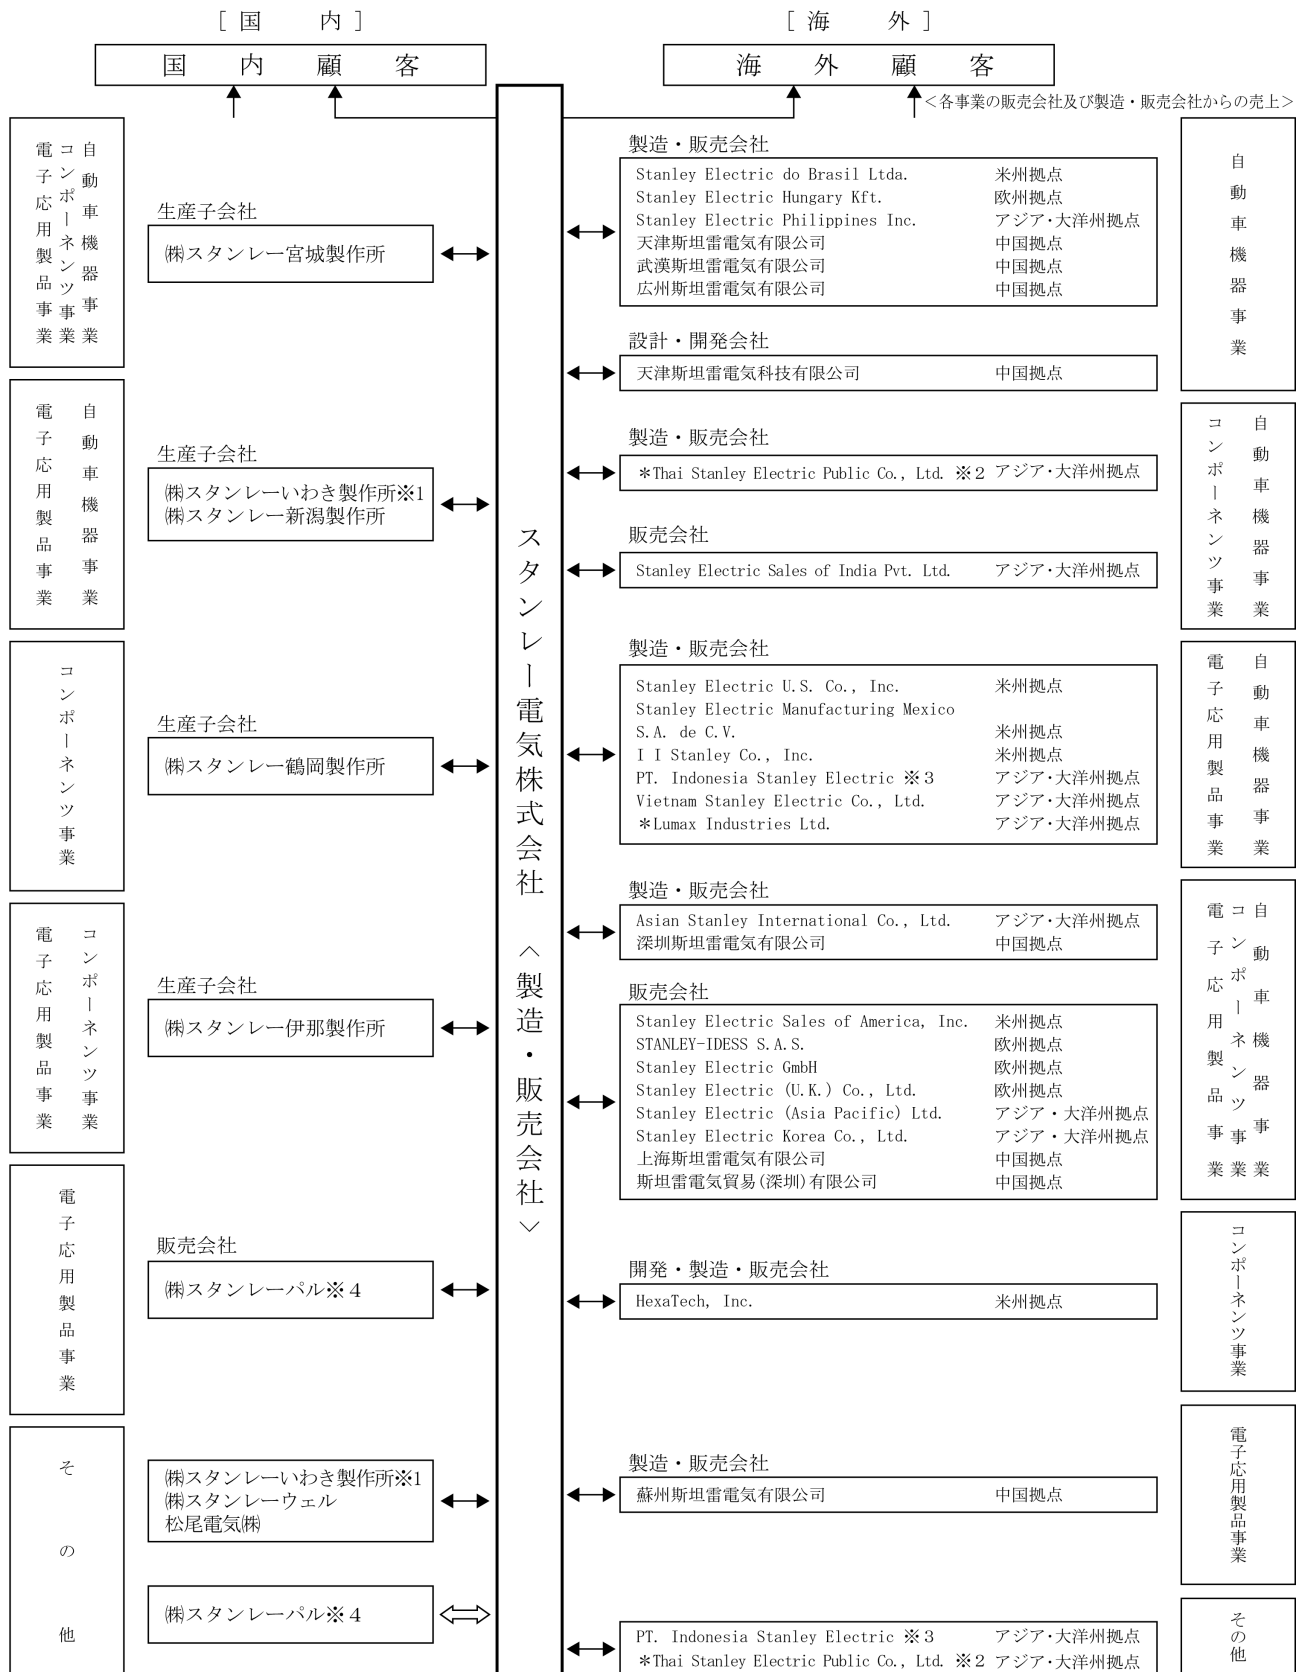 [ 国　　内 ]
国　内　顧　客
[ 海　　外 ]
海　外　顧　客
<各事業の販売会社及び製造・販売会社からの売上>
自動車機器事業
コンポーネンツ事業
電子応用製品事業
生産子会社
㈱スタンレー宮城製作所
自動車機器事業
電子応用製品事業
生産子会社
㈱スタンレーいわき製作所※1
㈱スタンレー新潟製作所
コンポーネンツ事業
生産子会社
㈱スタンレー鶴岡製作所
コンポーネンツ事業
電子応用製品事業
生産子会社
㈱スタンレー伊那製作所
電子応用製品事業
販売会社
㈱スタンレーパル※４
その他
㈱スタンレーいわき製作所※1
㈱スタンレーウェル
松尾電気㈱
㈱スタンレーパル※４
スタンレー電気株式会社　＜製造・販売会社＞
製造・販売会社
Stanley Electric do Brasil Ltda.　米州拠点
Stanley Electric Hungary Kft.　欧州拠点
Stanley Electric Philippines Inc.　アジア・大洋州拠点
天津斯坦雷電気有限公司　中国拠点
武漢斯坦雷電気有限公司　中国拠点
広州斯坦雷電気有限公司　中国拠点
設計・開発会社
天津斯坦雷電気科技有限公司　中国拠点
自動車機器事業
製造・販売会社
＊Thai Stanley Electric Public Co., Ltd. ※２ アジア・大洋州拠点
販売会社
Stanley Electric Sales of India Pvt. Ltd.　アジア・大洋州拠点
自動車機器事業
コンポーネンツ事業
製造・販売会社
Stanley Electric U.S. Co., Inc.　米州拠点
Stanley Electric Manufacturing Mexico
S.A. de C.V.　米州拠点
I I Stanley Co., Inc.　米州拠点
PT. Indonesia Stanley Electric ※３　アジア・大洋州拠点
Vietnam Stanley Electric Co., Ltd.　アジア・大洋州拠点
＊Lumax Industries Ltd.　アジア・大洋州拠点
自動車機器事業
電子応用製品事業
製造・販売会社
Asian Stanley International Co., Ltd.　アジア・大洋州拠点
深圳斯坦雷電気有限公司　中国拠点
販売会社
Stanley Electric Sales of America, Inc.　米州拠点
STANLEY-IDESS S.A.S.　欧州拠点
Stanley Electric GmbH　欧州拠点
Stanley Electric (U.K.) Co., Ltd.　欧州拠点
Stanley Electric (Asia Pacific) Ltd.　アジア・大洋州拠点
Stanley Electric Korea Co., Ltd.　アジア・大洋州拠点
上海斯坦雷電気有限公司　中国拠点
斯坦雷電気貿易(深圳)有限公司　中国拠点
自動車機器事業
コンポーネンツ事業
電子応用製品事業
開発・製造・販売会社
HexaTech, Inc.　米州拠点
コンポーネンツ事業
製造・販売会社
蘇州斯坦雷電気有限公司　中国拠点
電子応用製品事業
PT. Indonesia Stanley Electric ※３　アジア・大洋州拠点
＊Thai Stanley Electric Public Co., Ltd. ※２ アジア・大洋州拠点
その他